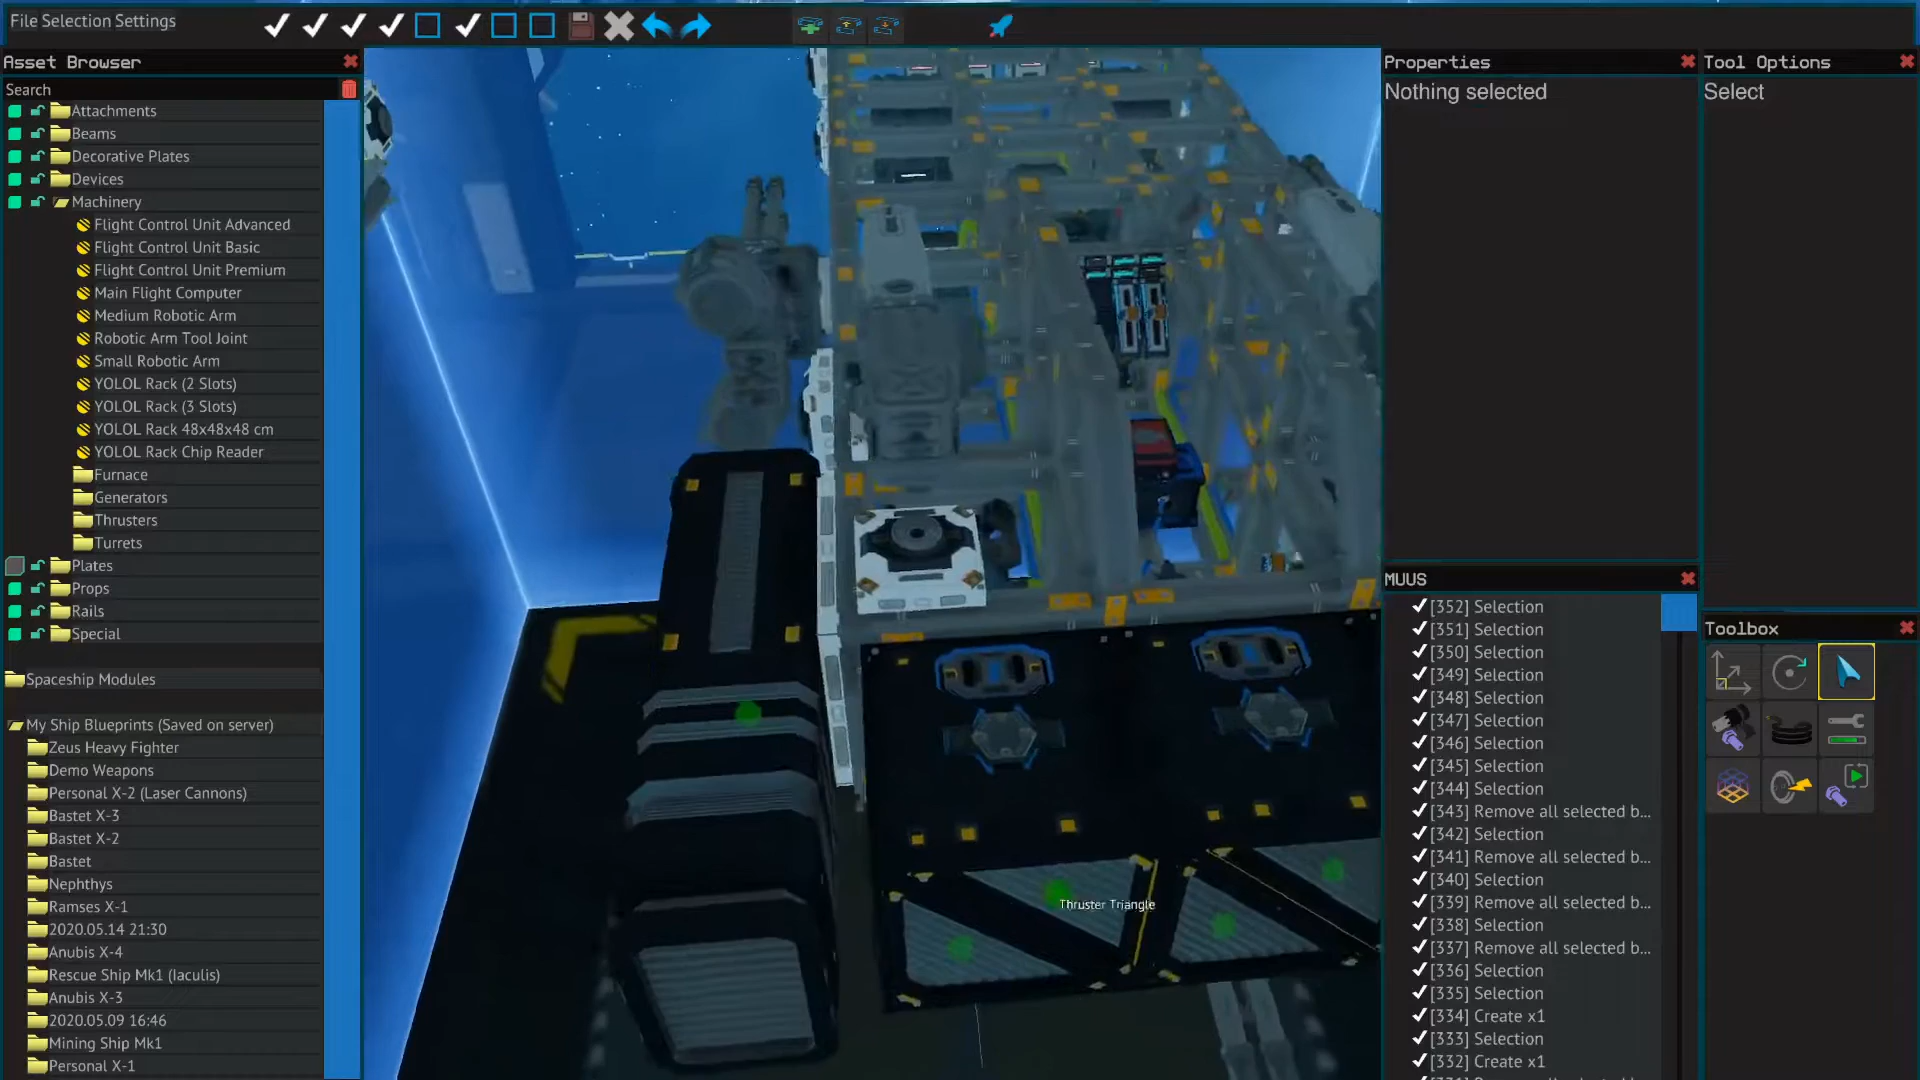 File Selection Settings
Asset Browser
Search
Attachments
Beams
Decorative Plates
Devices
Machinery
Flight Control Unit Advanced
Flight Control Unit Basic
Flight Control Unit Premium
Main Flight Computer
Medium Robotic Arm
Robotic Arm Tool Joint
Small Robotic Arm
YOLOL Rack (2 Slots)
YOLOL Rack (3 Slots)
YOLOL Rack 48x48x48 cm
YOLOL Rack Chip Reader
Furnace
Generators
Thrusters
Turrets
Plates
Props
Rails
Special
Spaceship Modules
My Ship Blueprints (Saved on server)
Zeus Heavy Fighter
Demo Weapons
Personal X-2 (Laser Cannons)
Bastet X-3
Bastet X-2
Bastet
Nephthys
Ramses X-1
2020.05.14 21:30
Anubis X-4
Rescue Ship Mk1 (Iaculis)
Anubis X-3
2020.05.09 16:46
Mining Ship Mk1
Personal X-1
Thruster Triangle
Properties
Nothing selected
MUUS
[352] Selection
[351] Selection
[350] Selection
[349] Selection
[348] Selection
[347] Selection
[346] Selection
[345] Selection
[344] Selection
[343] Remove all selected b...
[342] Selection
[341] Remove all selected b...
[340] Selection
[339] Remove all selected b...
[338] Selection
[337] Remove all selected b...
[336] Selection
[335] Selection
[334] Create x1
[333] Selection
[332] Create x1
Tool Options
Select
Toolbox